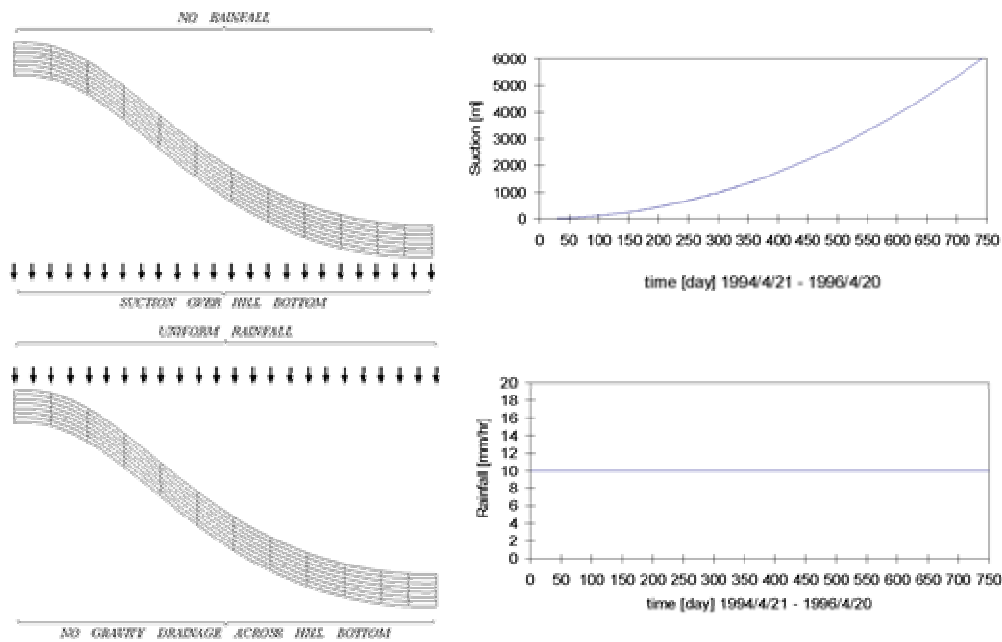 NO RAINFALL
SUCTION OVER HILL BOTTOM
Suction [m]
6000
5000
4000
3000
2000
1000
0
0 50 100 150 200 250 300 350 400 450 500 550 600 650 700 750
time [day] 1994/4/21 - 1996/4/20
UNIFORM RAINFALL
NO GRAVITY DRAINAGE ACROSS HILL BOTTOM
Rainfall [mm/hr]
20
18
16
14
12
10
8
6
4
2
0
0 50 100 150 200 250 300 350 400 450 500 550 600 650 700 750
time [day] 1994/4/21 - 1996/4/20